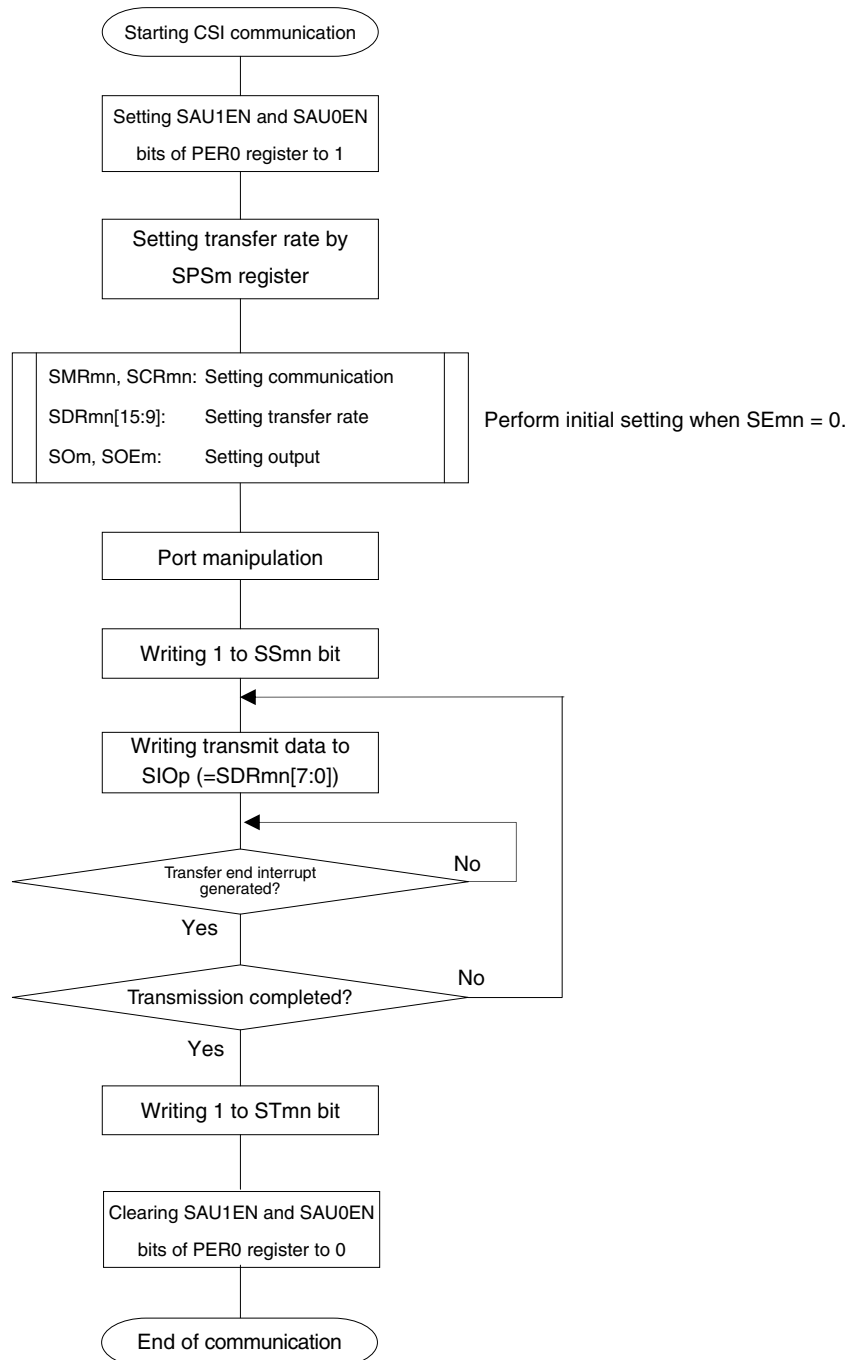 Starting CSI communication
Setting SAU1EN and SAU0EN
bits of PER0 register to 1
Setting transfer rate by
SPSm register
SMRmn, SCRmn: Setting communication
SDRmn[15:9]: Setting transfer rate
SOm, SOEm: Setting output
Perform initial setting when SEmn = 0.
Port manipulation
Writing 1 to SSmn bit
Writing transmit data to
SIOp (=SDRmn[7:0])
Transfer end interrupt
generated?
No
Yes
Transmission completed?
No
Yes
Writing 1 to STmn bit
Clearing SAU1EN and SAU0EN
bits of PER0 register to 0
End of communication